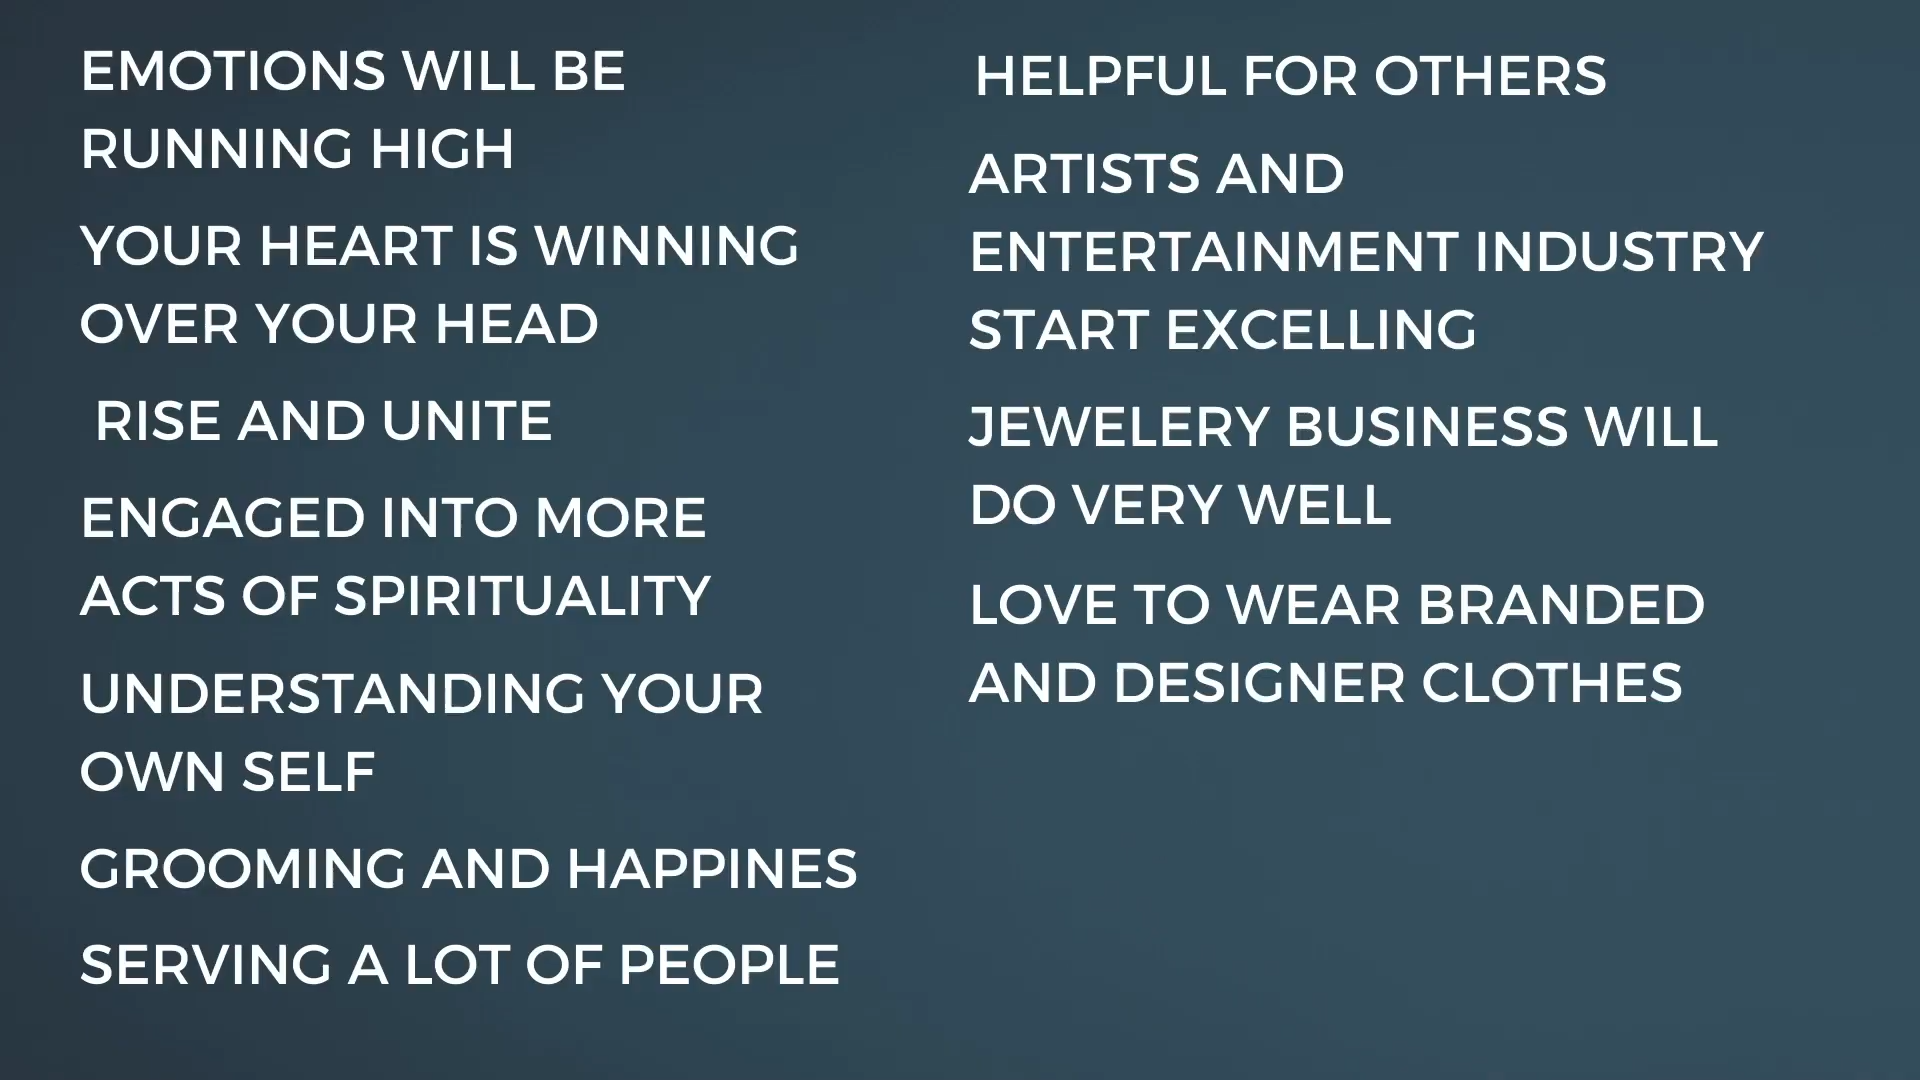 EMOTIONS WILL BE
RUNNING HIGH
YOUR HEART IS WINNING
OVER YOUR HEAD
RISE AND UNITE
ENGAGED INTO MORE
ACTS OF SPIRITUALITY
UNDERSTANDING YOUR
OWN SELF
GROOMING AND HAPPINES
SERVING A LOT OF PEOPLE
HELPFUL FOR OTHERS
ARTISTS AND
ENTERTAINMENT INDUSTRY
START EXCELLING
JEWELERY BUSINESS WILL
DO VERY WELL
LOVE TO WEAR BRANDED
AND DESIGNER CLOTHES